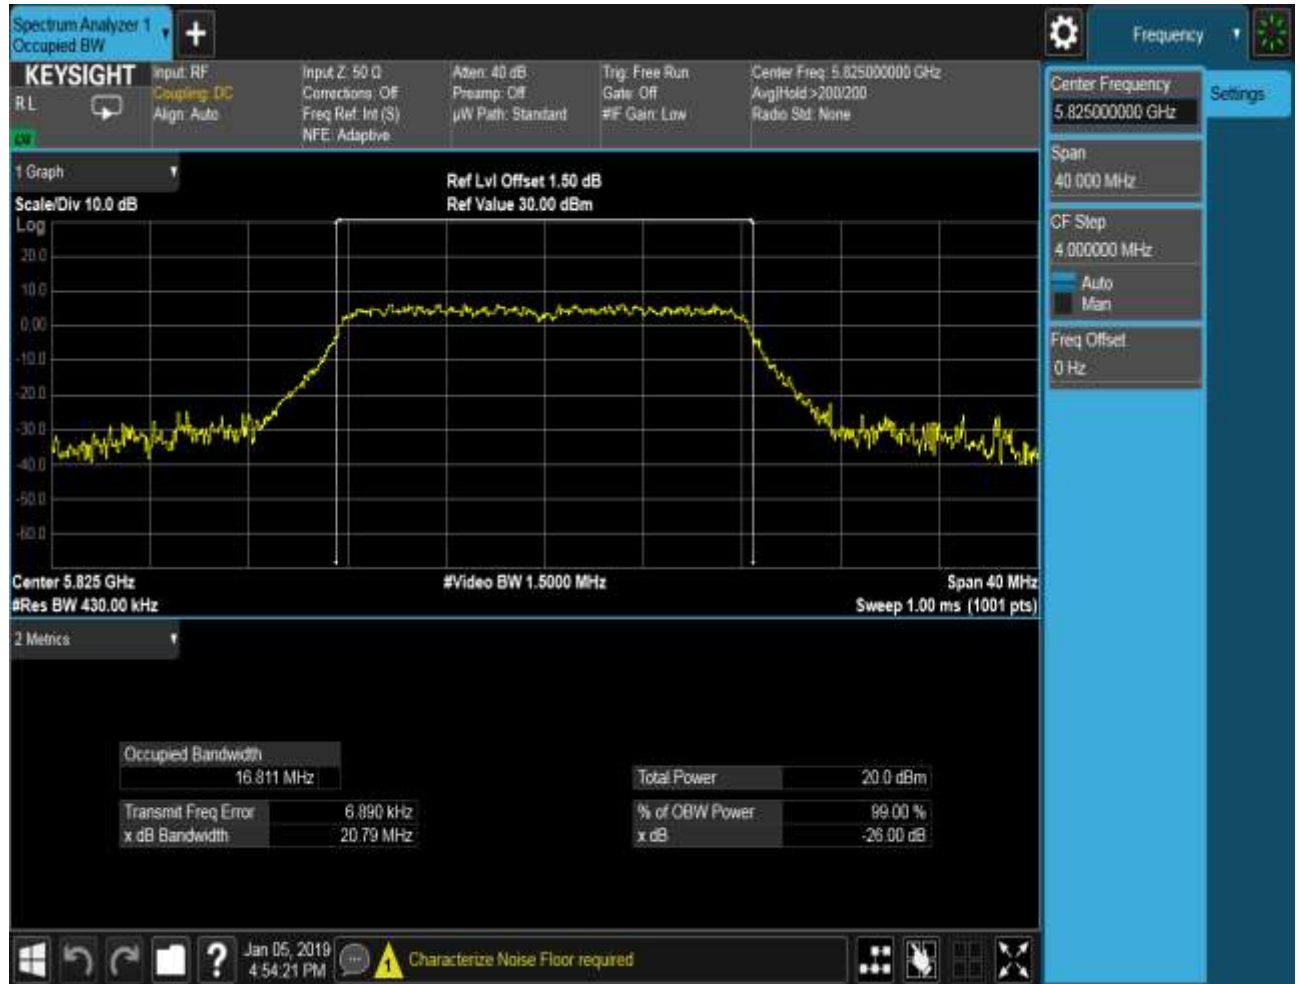 Spectrum Analyzer 1
Occupied BW
Frequency
KEYSIGHT
RL
Input: RF
Coupling: DC
Align: Auto
Input Z: 50 Ω
Corrections: Off
Freq Ref: Int (S)
NFE: Adaptive
Atten: 40 dB
Preamp: Off
µW Path: Standard
Trig: Free Run
Gate: Off
#IF Gain: Low
Center Freq: 5.825000000 GHz
Avg|Hold:>200/200
Radio Std: None
Center Frequency
5.825000000 GHz
Settings
Span
40.000 MHz
CF Step
4.000000 MHz
Auto
Man
Freq Offset
0 Hz
1 Graph
Scale/Div 10.0 dB
Ref Lvl Offset 1.50 dB
Ref Value 30.00 dBm
Log
20.0
10.0
0.00
-10.0
-20.0
-30.0
-40.0
-50.0
-60.0
Center 5.825 GHz
#Video BW 1.5000 MHz
Span 40 MHz
#Res BW 430.00 kHz
Sweep 1.00 ms (1001 pts)
2 Metrics
Occupied Bandwidth
16.811 MHz
Total Power 20.0 dBm
Transmit Freq Error 6.890 kHz
% of OBW Power 99.00 %
x dB Bandwidth 20.79 MHz
x dB -26.00 dB
Jan 05, 2019
4:54:21 PM
1
Characterize Noise Floor required